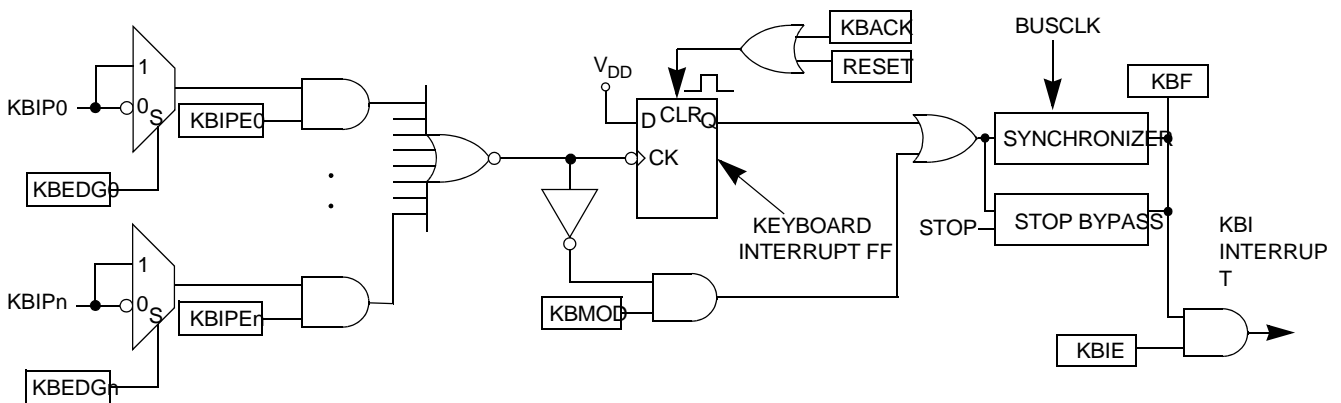 KBACK
RESET
BUSCLK
VDD
KBF
1
KBIP0
0
S
KBIPE0
D
CLR
Q
SYNCHRONIZER
CK
KBEDG0
STOP BYPASS
STOP
KEYBOARD
INTERRUPT FF
KBI
INTERRUP
T
1
KBIPn
0
S
KBIPEn
KBMOD
KBIE
KBEDGn